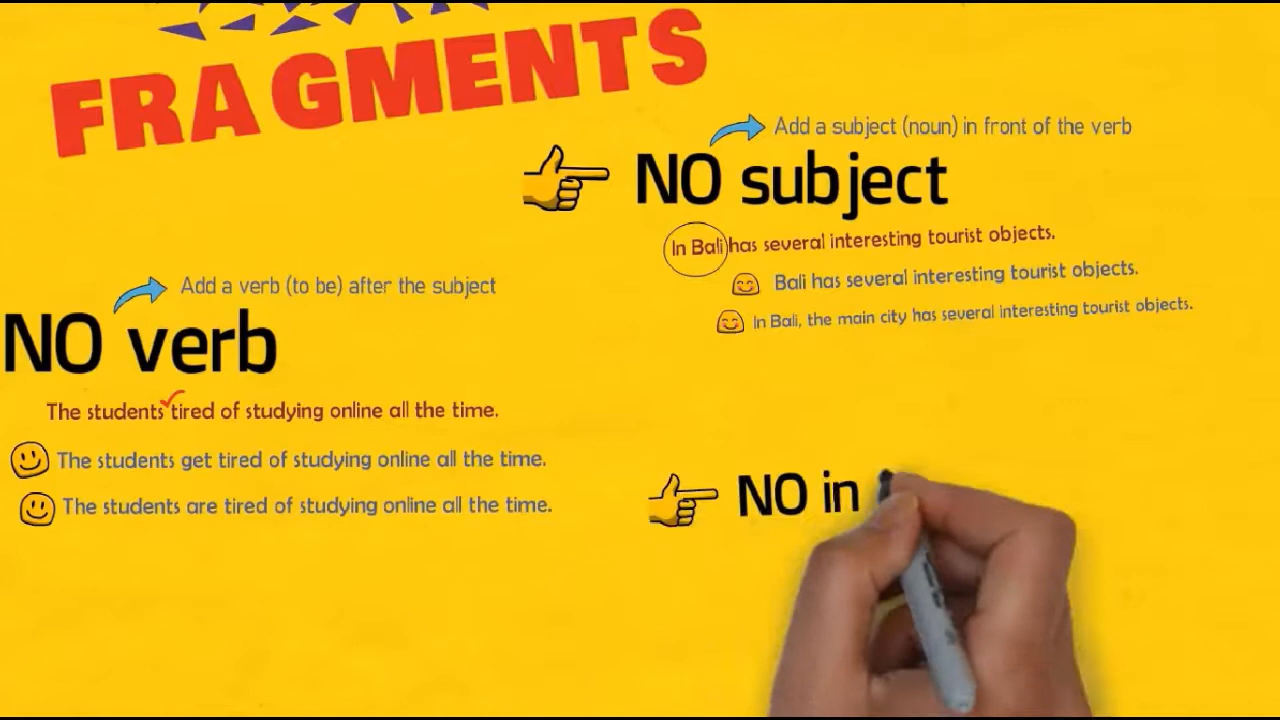 FRAGMENTS
Add a subject (noun) in front of the verb
NO subject
In Bali has several interesting tourist objects.
Bali has several interesting tourist objects.
In Bali, the main city has several interesting tourist objects.
Add a verb (to be) after the subject
NO verb
The students tired of studying online all the time.
The students get tired of studying online all the time.
The students are tired of studying online all the time.
NO in